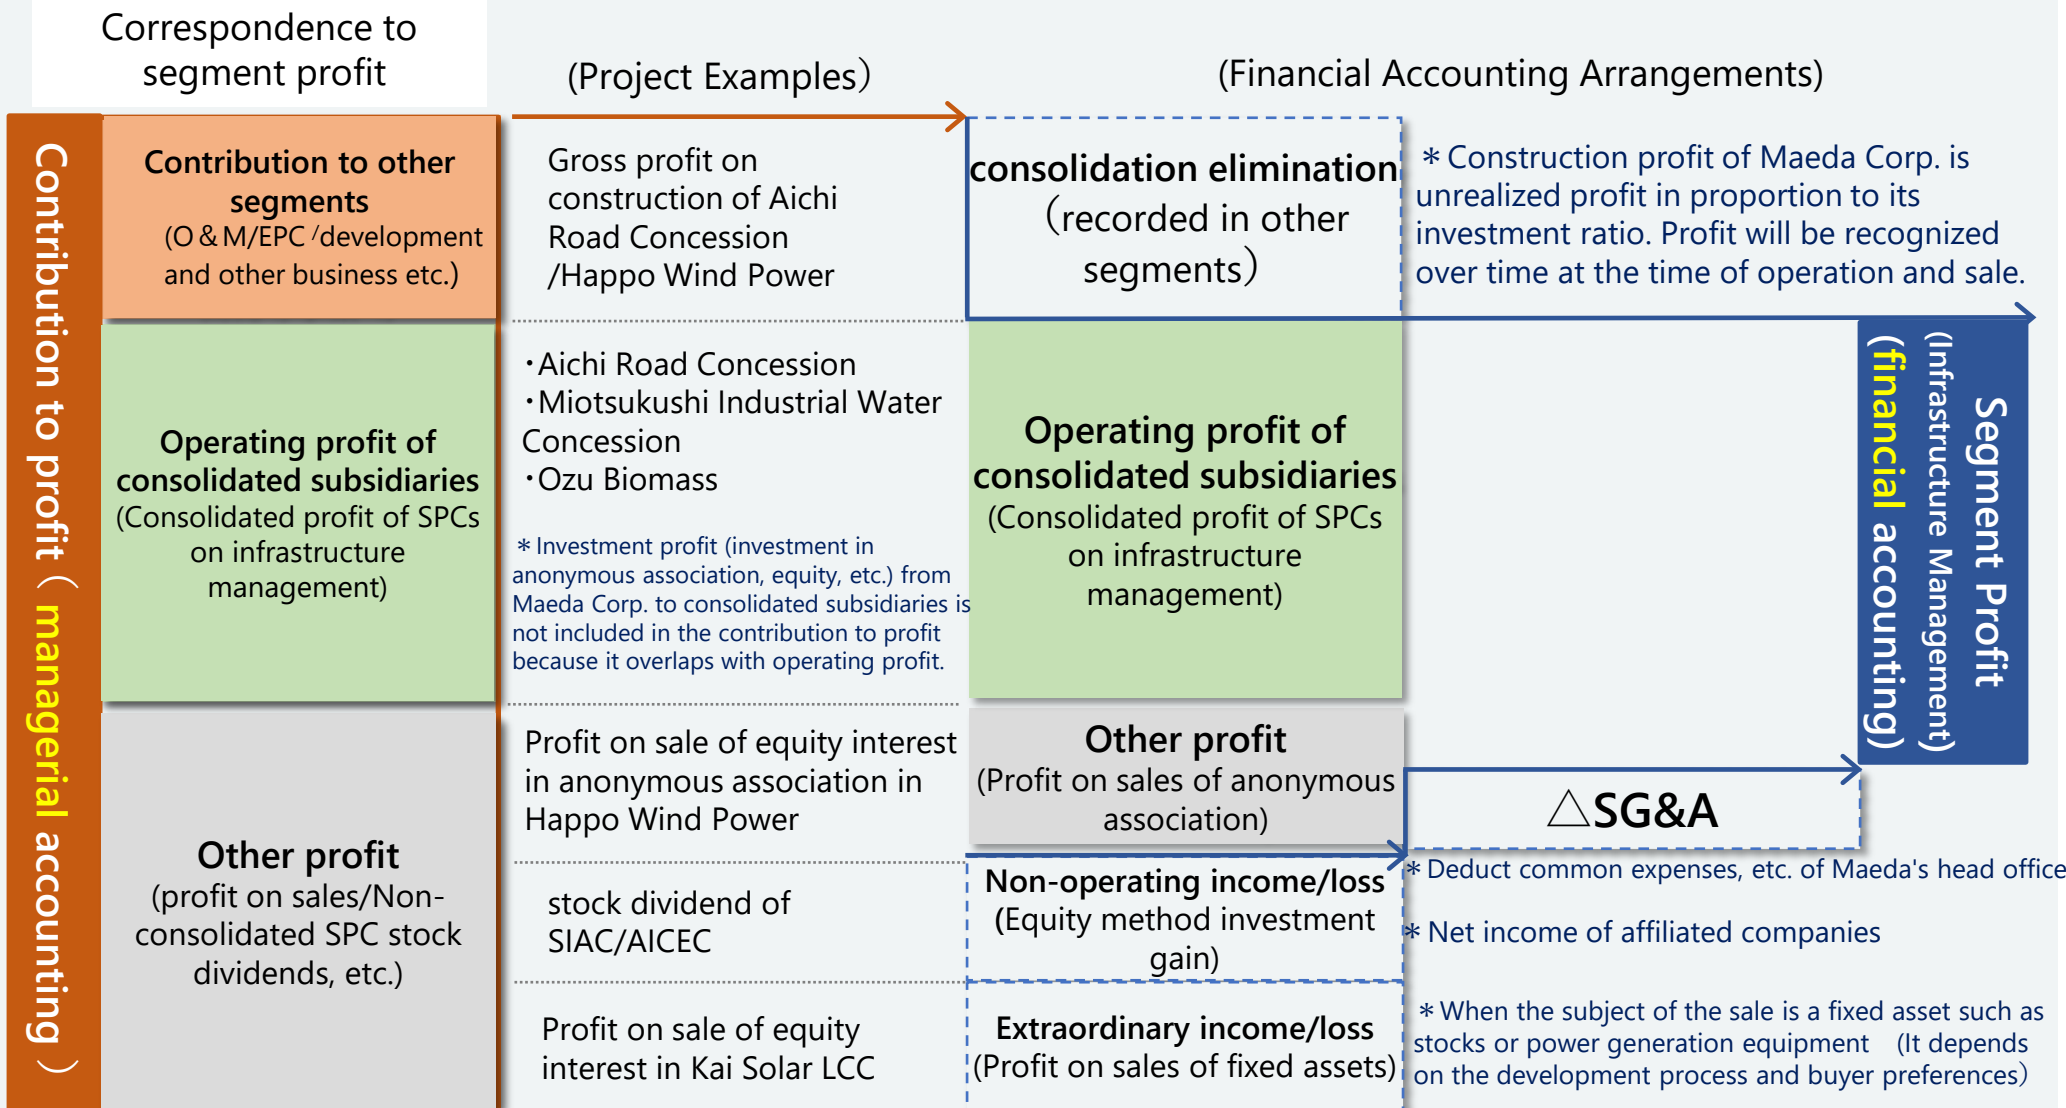 Correspondence to
segment profit
(Project Examples）
(Financial Accounting Arrangements)
Contribution to profit（managerial accounting）
Contribution to other
segments
(O＆M/EPC /development
and other business etc.)
Gross profit on
construction of Aichi
Road Concession
/Happo Wind Power
consolidation elimination
（recorded in other
segments）
＊Construction profit of Maeda Corp. is
unrealized profit in proportion to its
investment ratio. Profit will be recognized
over time at the time of operation and sale.
Operating profit of
consolidated subsidiaries
(Consolidated profit of SPCs
on infrastructure
management)
・Aichi Road Concession
・Miotsukushi Industrial Water
Concession
・Ozu Biomass
＊Investment profit (investment in
anonymous association, equity, etc.) from
Maeda Corp. to consolidated subsidiaries is
not included in the contribution to profit
because it overlaps with operating profit.
Operating profit of
consolidated subsidiaries
(Consolidated profit of SPCs
on infrastructure
management)
Segment Profit
(Infrastructure Management)
(financial accounting)
Other profit
(profit on sales/Non-
consolidated SPC stock
dividends, etc.)
Profit on sale of equity interest
in anonymous association in
Happo Wind Power
Other profit
(Profit on sales of anonymous
association)
△SG&A
＊Deduct common expenses, etc. of Maeda's head office
stock dividend of
SIAC/AICEC
Non-operating income/loss
(Equity method investment
gain)
＊Net income of affiliated companies
Profit on sale of equity
interest in Kai Solar LCC
Extraordinary income/loss
(Profit on sales of fixed assets)
＊When the subject of the sale is a fixed asset such as
stocks or power generation equipment （It depends
on the development process and buyer preferences）